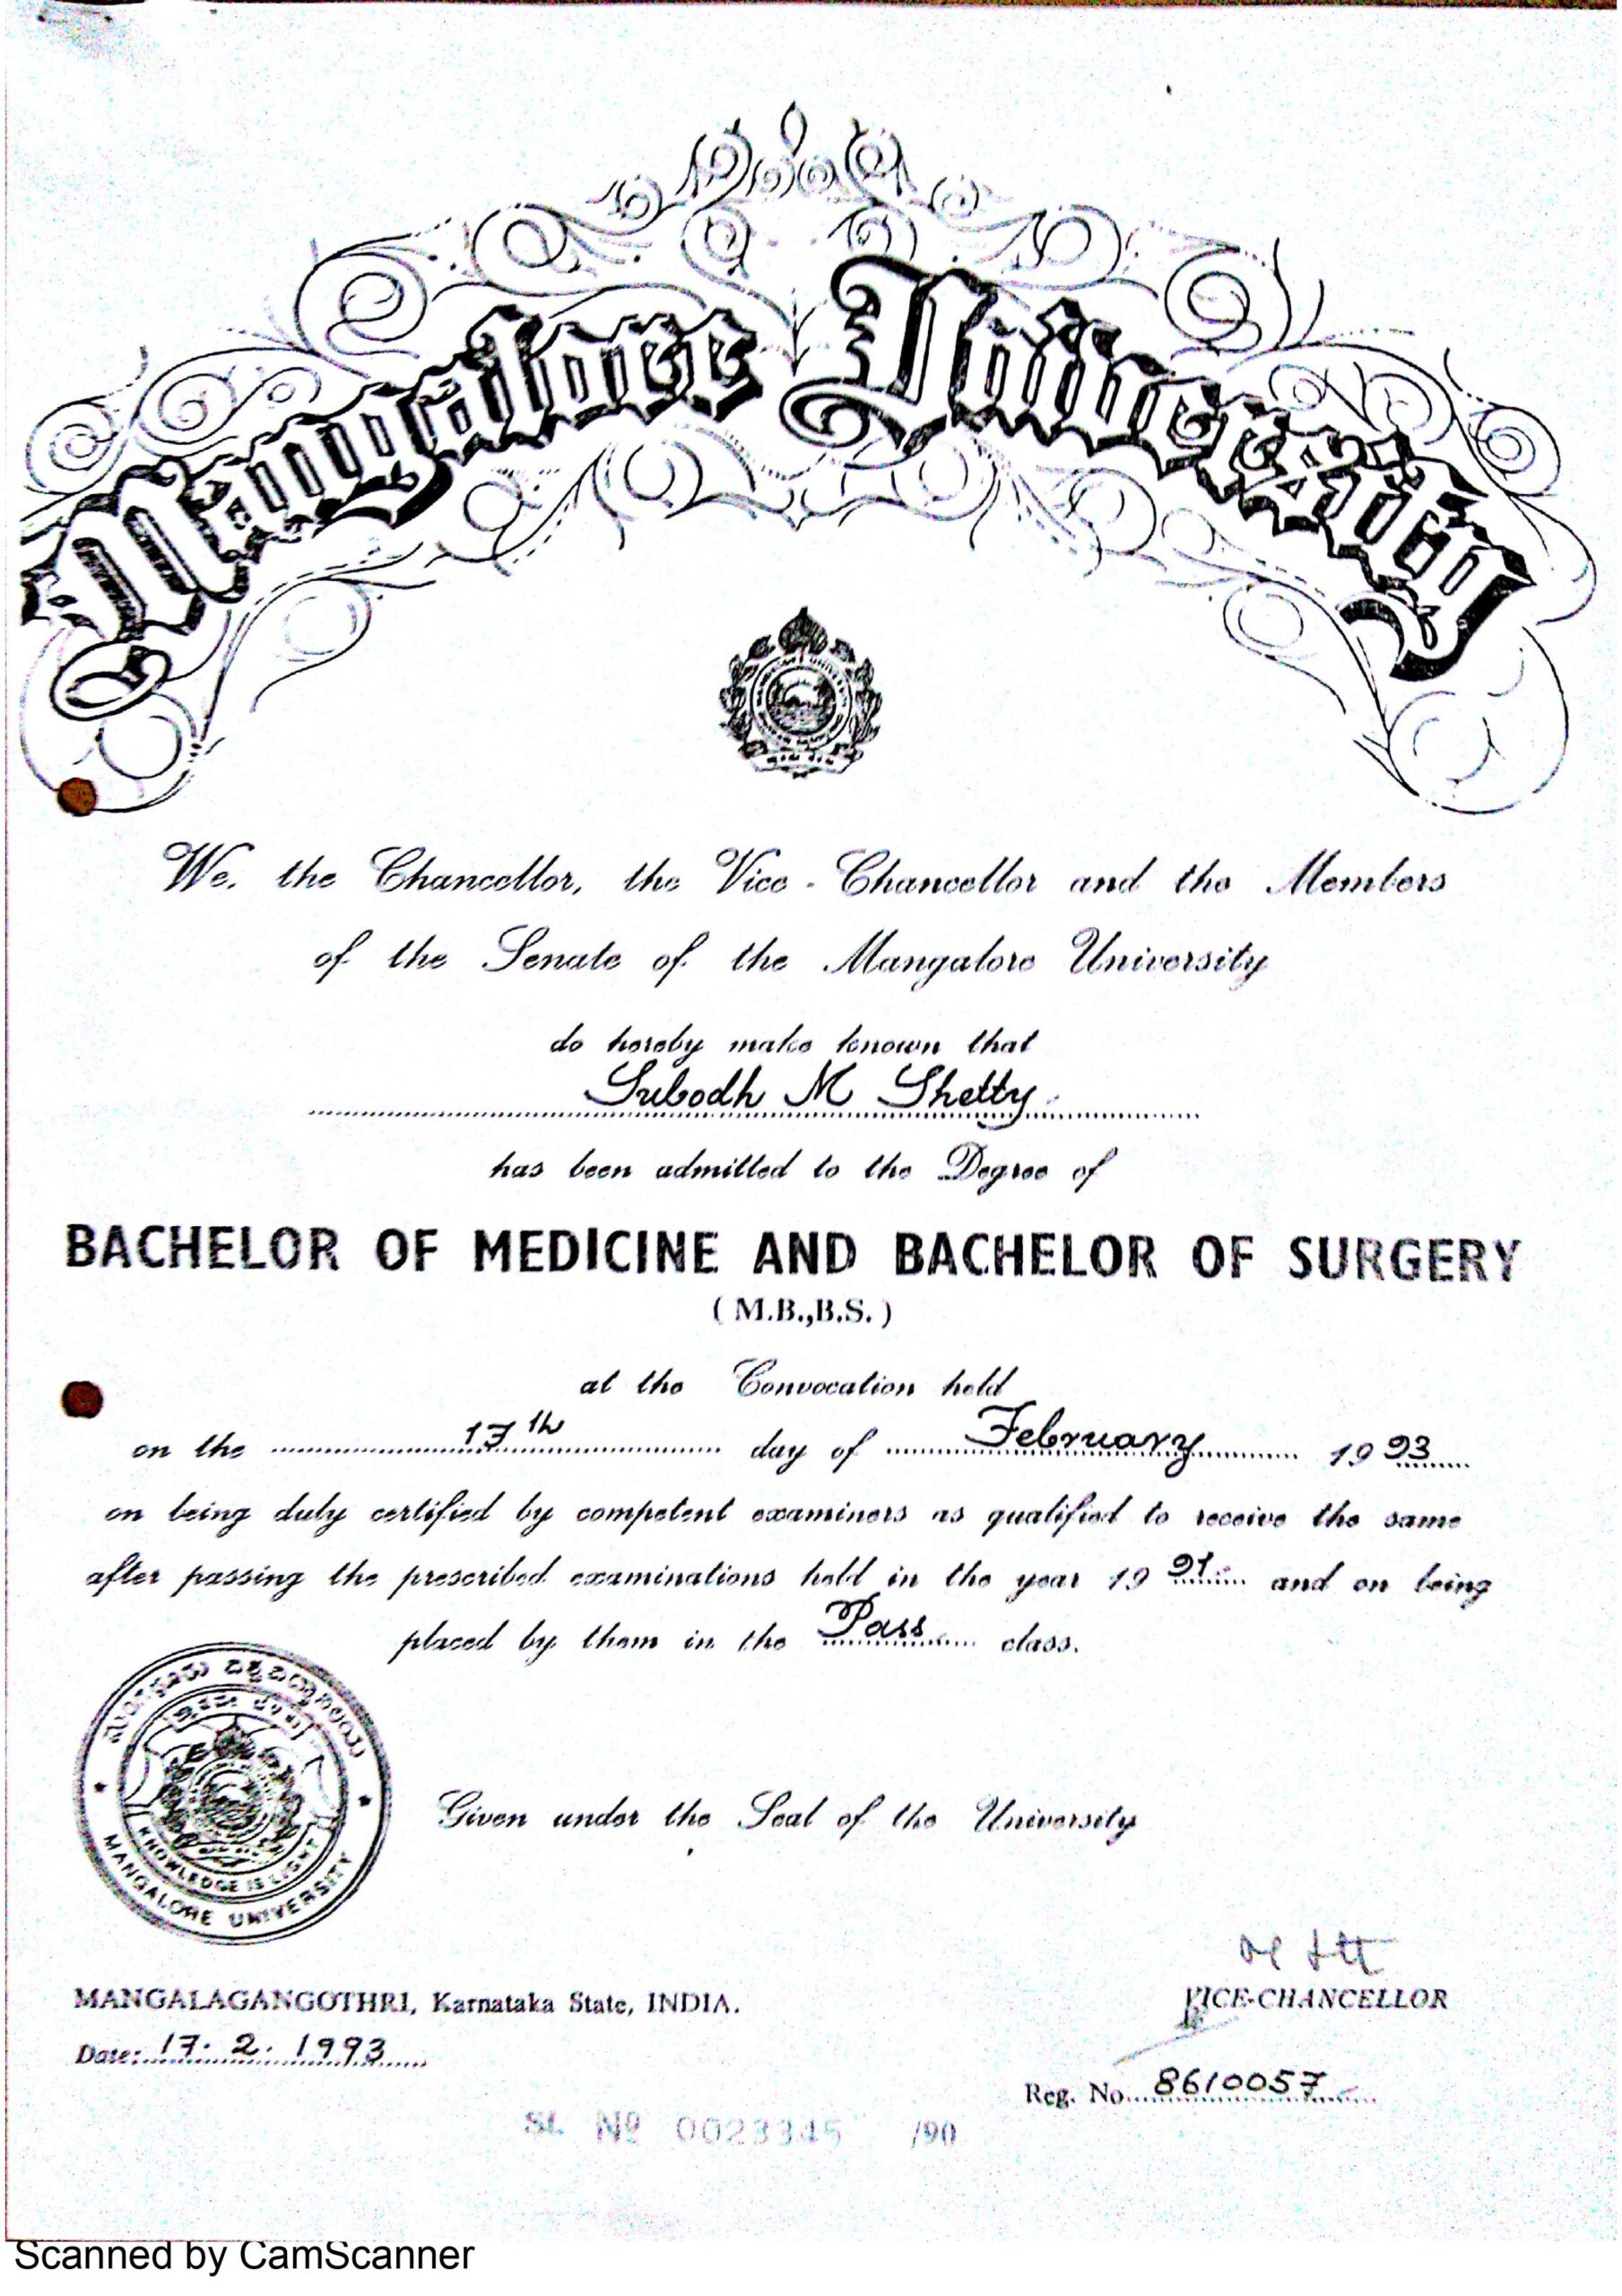 Mangalore University
We, the Chancellor, the Vice-Chancellor and the Members
of the Senate of the Mangalore University
do hereby make known that
Subodh M Shetty
has been admitted to the Degree of
BACHELOR OF MEDICINE AND BACHELOR OF SURGERY
( M.B.,B.S. )
at the Convocation held
on the 17th day of February 1993
on being duly certified by competent examiners as qualified to receive the same
after passing the prescribed examinations held in the year 1991 and on being
placed by them in the Pass class.
ಮಂಗಳೂರು ವಿಶ್ವವಿದ್ಯಾನಿಲಯ
KNOWLEDGE IS LIGHT
MANGALORE UNIVERSITY
Given under the Seal of the University
VICE-CHANCELLOR
MANGALAGANGOTHRI, Karnataka State, INDIA.
Date: 17. 2. 1993
Reg. No. 8610057
SL Nº 0023345 /90
Scanned by CamScanner